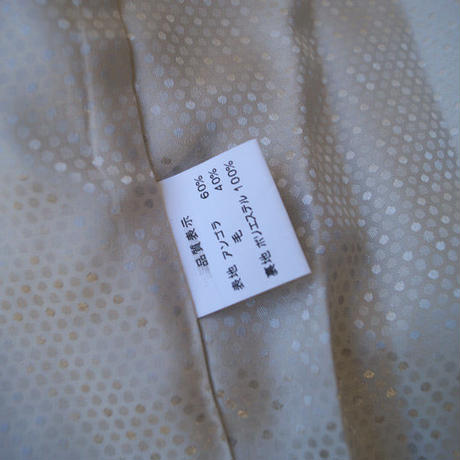 品質表示
表地 アンゴラ 60%
毛 40%
裏地 ポリエステル 100%